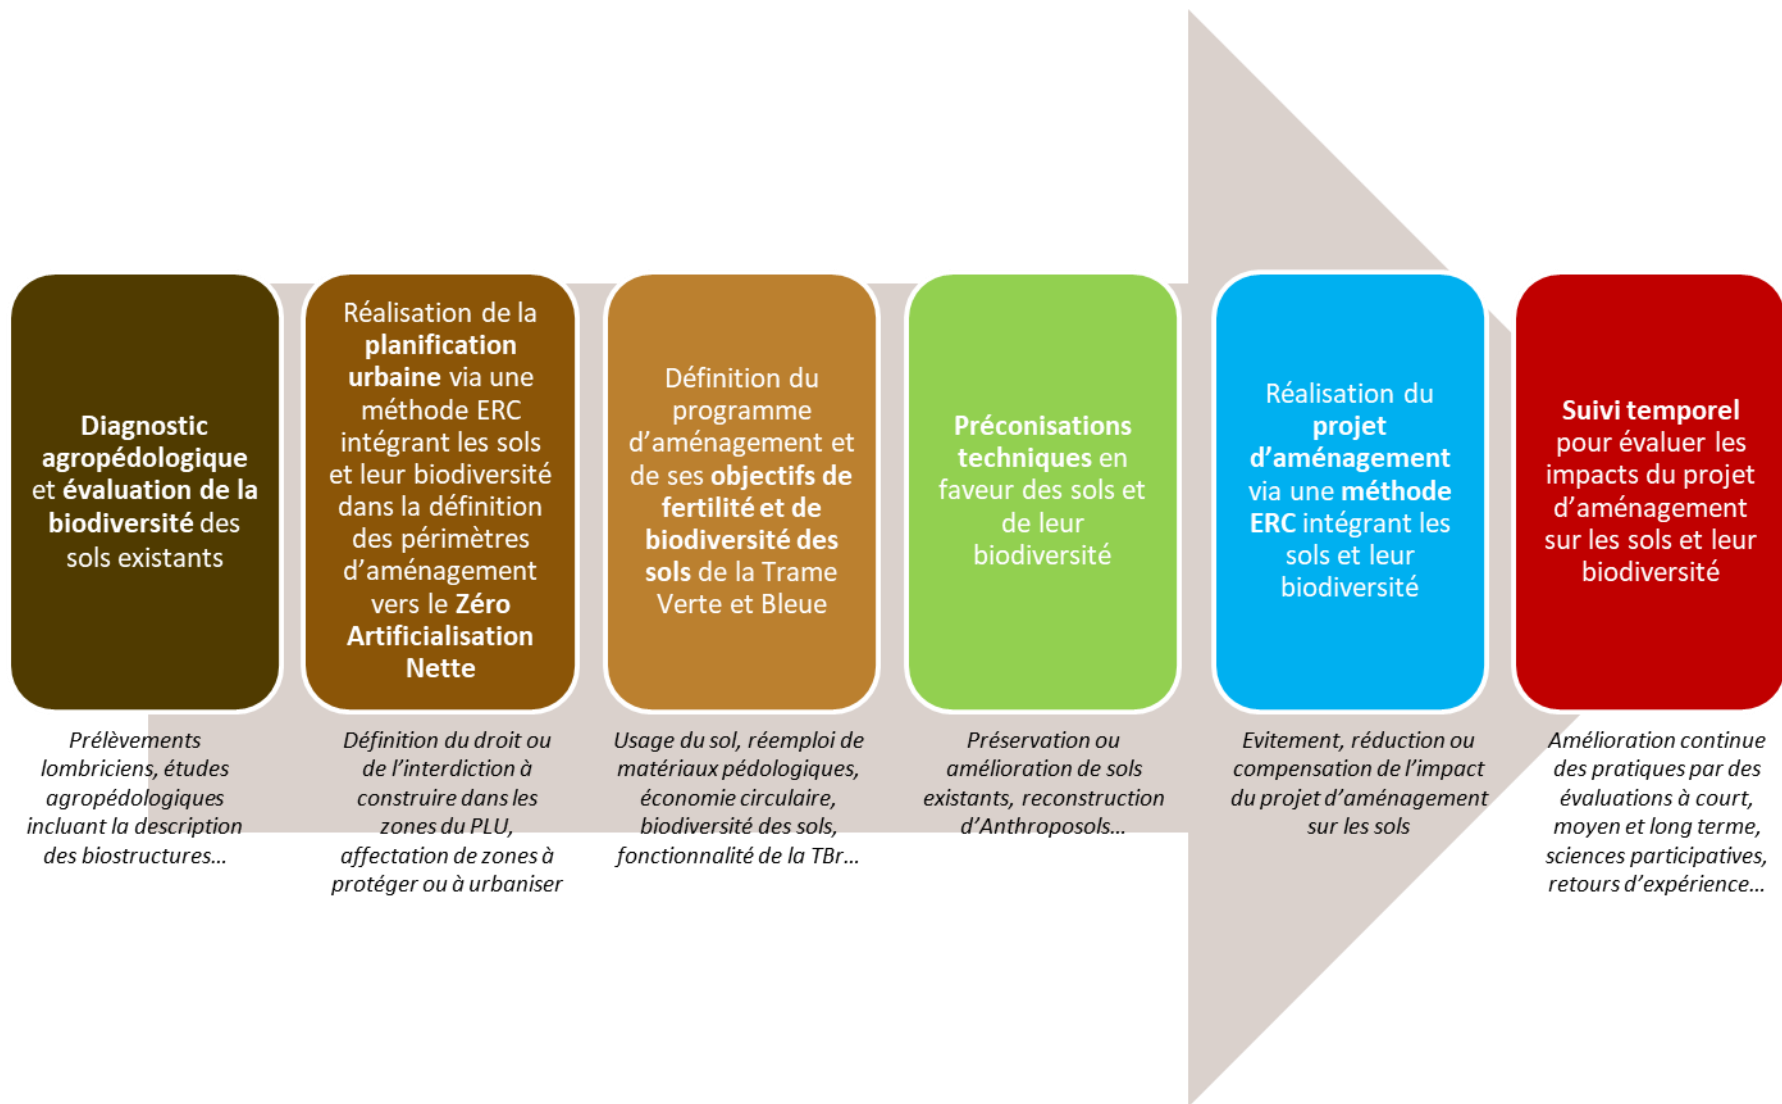 Diagnostic
agropédologique
et évaluation de la
biodiversité des
sols existants
Prélèvements
lombriciens, études
agropédologiques
incluant la description
des biostructures…
Réalisation de la
planification
urbaine via une
méthode ERC
intégrant les sols
et leur biodiversité
dans la définition
des périmètres
d’aménagement
vers le Zéro
Artificialisation
Nette
Définition du droit ou
de l’interdiction à
construire dans les
zones du PLU,
affectation de zones à
protéger ou à urbaniser
Définition du
programme
d’aménagement et
de ses objectifs de
fertilité et de
biodiversité des
sols de la Trame
Verte et Bleue
Usage du sol, réemploi de
matériaux pédologiques,
économie circulaire,
biodiversité des sols,
fonctionnalité de la TBr…
Préconisations
techniques en
faveur des sols et
de leur
biodiversité
Préservation ou
amélioration de sols
existants, reconstruction
d’Anthroposols…
Réalisation du
projet
d’aménagement
via une méthode
ERC intégrant les
sols et leur
biodiversité
Evitement, réduction ou
compensation de l’impact
du projet d’aménagement
sur les sols
Suivi temporel
pour évaluer les
impacts du projet
d’aménagement
sur les sols et leur
biodiversité
Amélioration continue
des pratiques par des
évaluations à court,
moyen et long terme,
sciences participatives,
retours d’expérience…